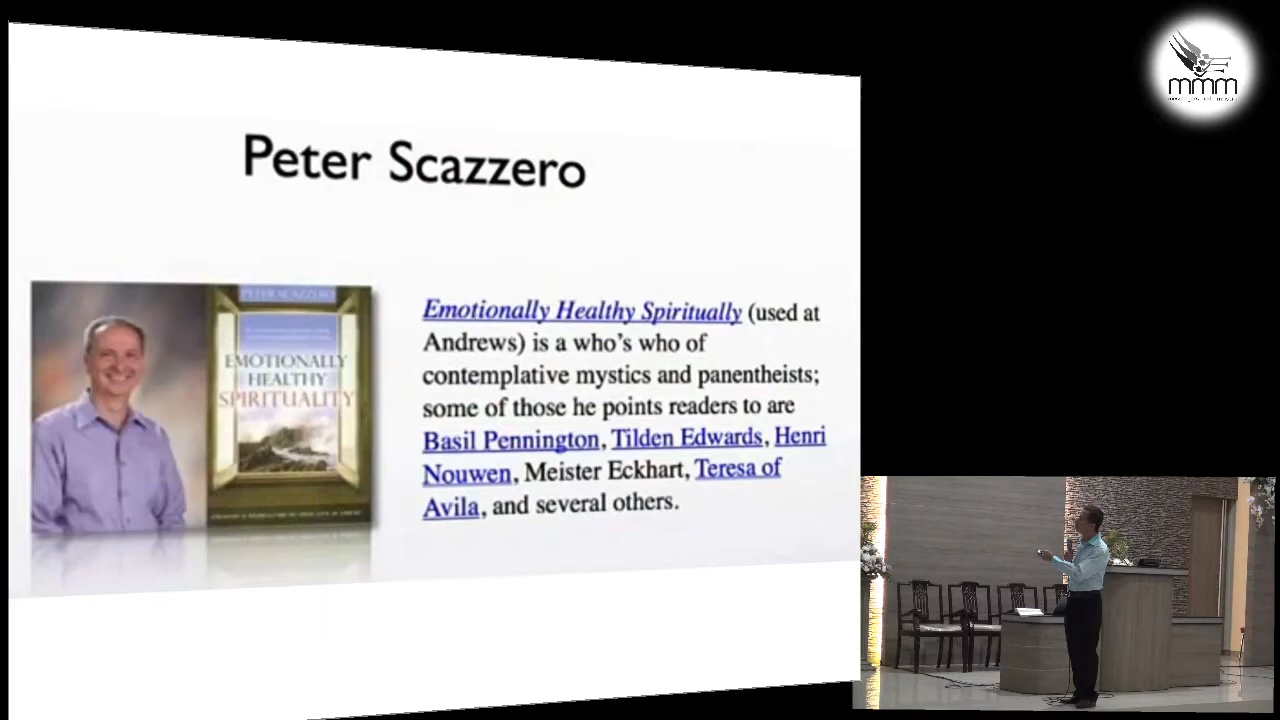 mmm
Peter Scazzero
PETER SCAZZERO
EMOTIONALLY
HEALTHY
SPIRITUALITY
Emotionally Healthy Spiritually (used at
Andrews) is a who's who of
contemplative mystics and panentheists;
some of those he points readers to are
Basil Pennington, Tilden Edwards, Henri
Nouwen, Meister Eckhart, Teresa of
Avila, and several others.